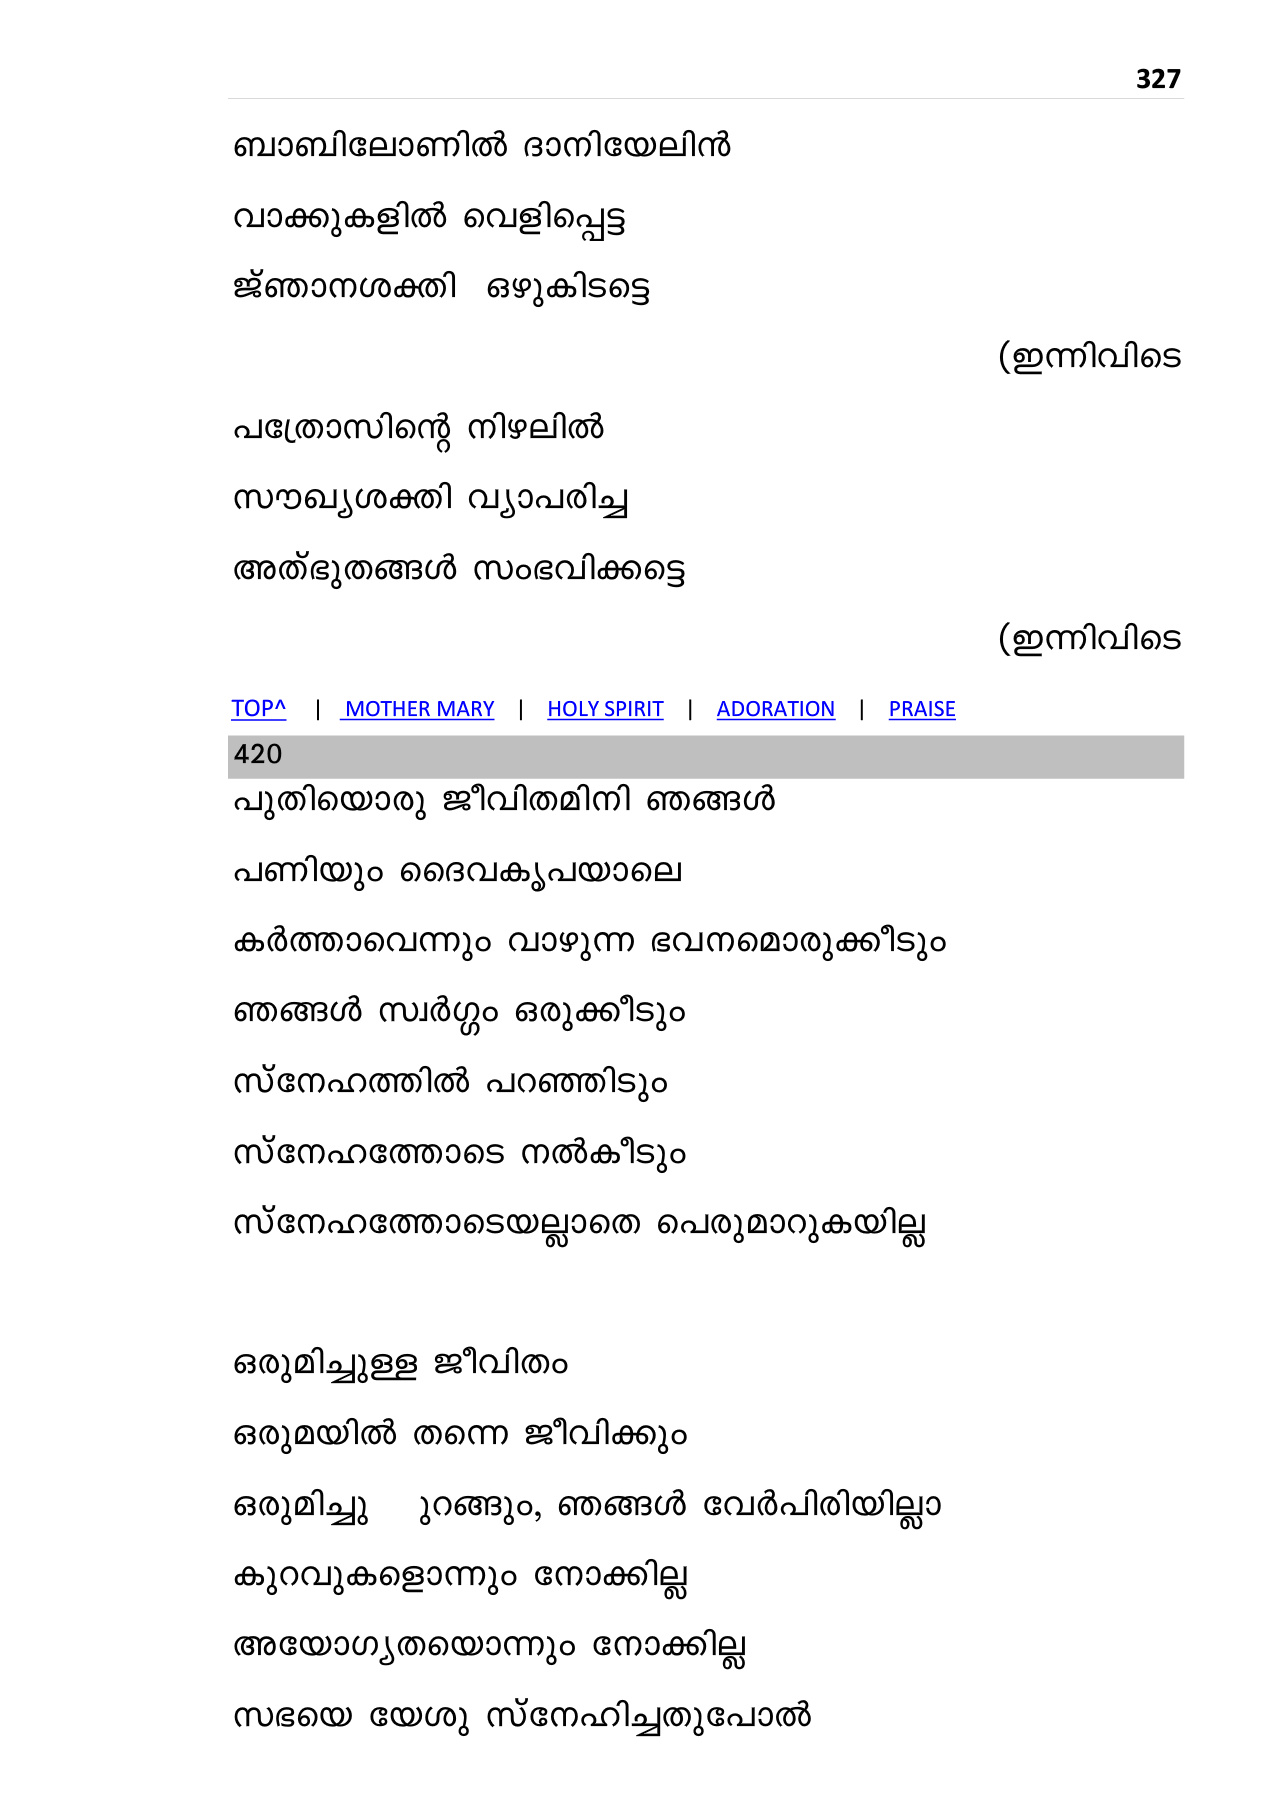 327
ബാബിലോണിൽ ദാനിയേലിൻ
വാക്കുകളിൽ വെളിപ്പെട്ട
ജ്ഞാനശക്തി ഒഴുകിടട്ടെ
(ഇന്നിവിടെ
പത്രോസിന്റെ നിഴലിൽ
സൗഖ്യശക്തി വ്യാപരിച്ച
അത്ഭുതങ്ങൾ സംഭവിക്കട്ടെ
(ഇന്നിവിടെ
TOP^ | MOTHER MARY | HOLY SPIRIT | ADORATION | PRAISE
420
പുതിയൊരു ജീവിതമിനി ഞങ്ങൾ
പണിയും ദൈവകൃപയാലെ
കർത്താവെന്നും വാഴുന്ന ഭവനമൊരുക്കീടും
ഞങ്ങൾ സ്വർഗ്ഗം ഒരുക്കീടും
സ്നേഹത്തിൽ പറഞ്ഞിടും
സ്നേഹത്തോടെ നൽകീടും
സ്നേഹത്തോടെയല്ലാതെ പെരുമാറുകയില്ല
ഒരുമിച്ചുള്ള ജീവിതം
ഒരുമയിൽ തന്നെ ജീവിക്കും
ഒരുമിച്ചു ുറങ്ങും, ഞങ്ങൾ വേർപിരിയില്ലാ
കുറവുകളൊന്നും നോക്കില്ല
അയോഗ്യതയൊന്നും നോക്കില്ല
സഭയെ യേശു സ്നേഹിച്ചതുപോൽ